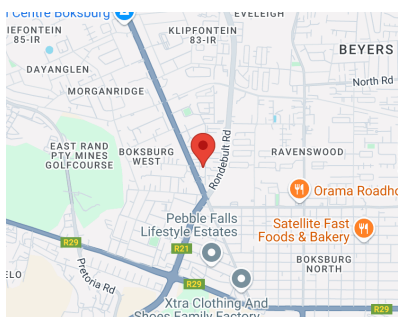 Centre Boksburg
EVELEIGH
IEFONTEIN
85-IR
KLIPFONTEIN
83-IR
BEYERS
DAYANGLEN
North Rd
MORGANRIDGE
EAST RAND
PTY MINES
GOLFCOURSE
BOKSBURG
WEST
RAVENSWOOD
Rondebult Rd
Orama Roadho
Pebble Falls
Lifestyle Estates
Satellite Fast
Foods & Bakery
R29
R21
ELO
Pretoria Rd
R29
BOKSBURG
NORTH
Xtra Clothing And
Shoes Family Factory
R29